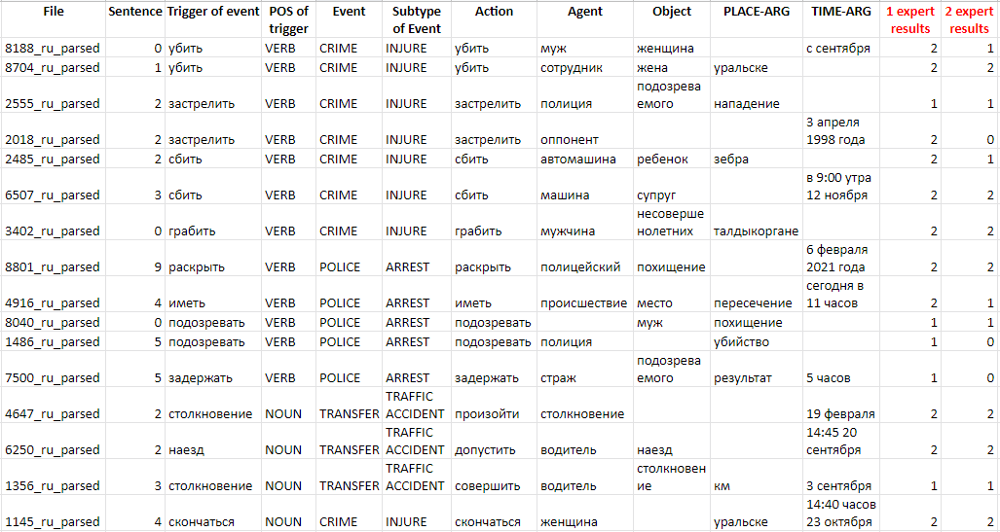 File Sentence Trigger of event POS of trigger Event Subtype of Event Action Agent Object PLACE-ARG TIME-ARG 1 expert results 2 expert results
8188_ru_parsed 0 убить VERB CRIME INJURE убить муж женщина с сентября 2 1
8704_ru_parsed 1 убить VERB CRIME INJURE убить сотрудник жена уральске 2 2
2555_ru_parsed 2 застрелить VERB CRIME INJURE застрелить полиция подозреваемого нападение 1 1
2018_ru_parsed 2 застрелить VERB CRIME INJURE застрелить оппонент 3 апреля 1998 года 2 0
2485_ru_parsed 2 сбить VERB CRIME INJURE сбить автомашина ребенок зебра 2 1
6507_ru_parsed 3 сбить VERB CRIME INJURE сбить машина супруг в 9:00 утра 12 ноября 2 2
3402_ru_parsed 0 грабить VERB CRIME INJURE грабить мужчина несовершенолетних талдыкоргане 2 2
8801_ru_parsed 9 раскрыть VERB POLICE ARREST раскрыть полицейский похищение 6 февраля 2021 года 2 2
4916_ru_parsed 4 иметь VERB POLICE ARREST иметь происшествие место пересечение сегодня в 11 часов 2 1
8040_ru_parsed 0 подозревать VERB POLICE ARREST подозревать муж похищение 1 1
1486_ru_parsed 5 подозревать VERB POLICE ARREST подозревать полиция убийство 1 0
7500_ru_parsed 5 задержать VERB POLICE ARREST задержать страж подозреваемого результат 5 часов 1 0
4647_ru_parsed 2 столкновение NOUN TRANSFER TRAFFIC ACCIDENT произойти столкновение 19 февраля 2 2
6250_ru_parsed 2 наезд NOUN TRANSFER TRAFFIC ACCIDENT допустить водитель наезд 14:45 20 сентября 2 2
1356_ru_parsed 3 столкновение NOUN TRANSFER TRAFFIC ACCIDENT совершить водитель столкновение км 3 сентября 1 1
1145_ru_parsed 4 скончаться NOUN CRIME INJURE скончаться женщина уральске 14:40 часов 23 октября 2 2